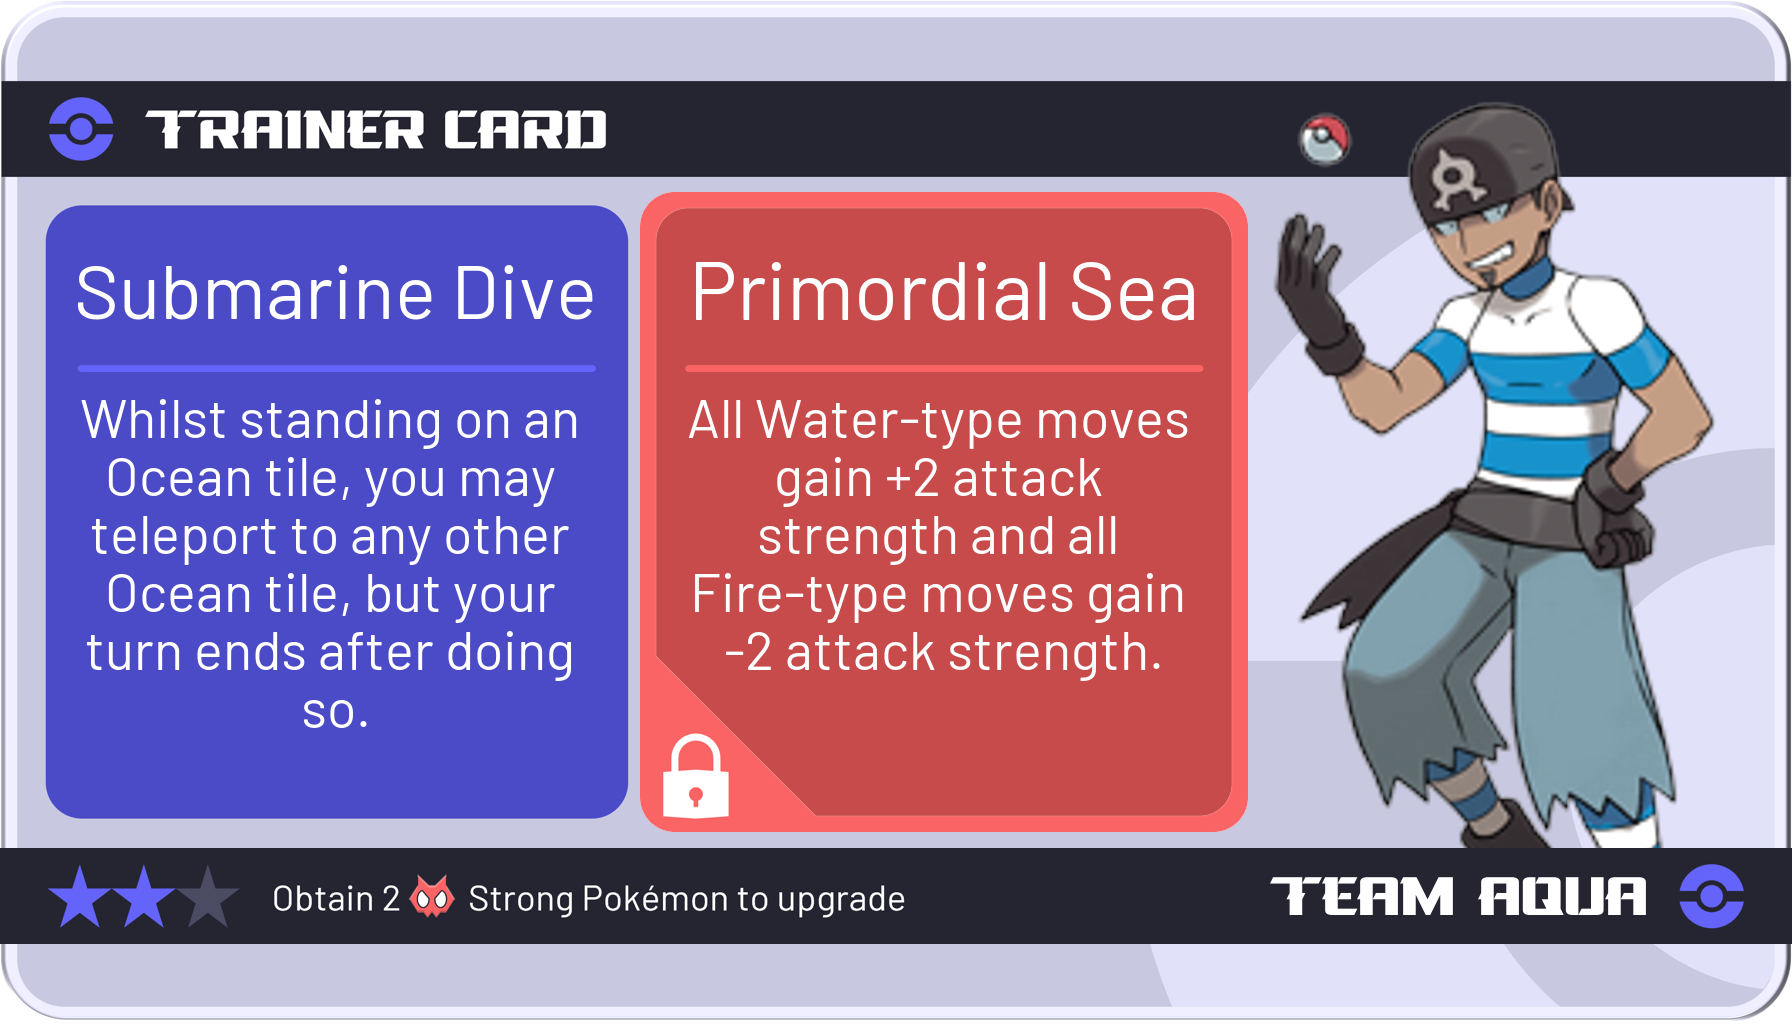 TRAINER CARD
Submarine Dive
Whilst standing on an
Ocean tile, you may
teleport to any other
Ocean tile, but your
turn ends after doing
so.
Primordial Sea
All Water-type moves
gain +2 attack
strength and all
Fire-type moves gain
-2 attack strength.
Obtain 2 Strong Pokémon to upgrade
TEAM AQUA